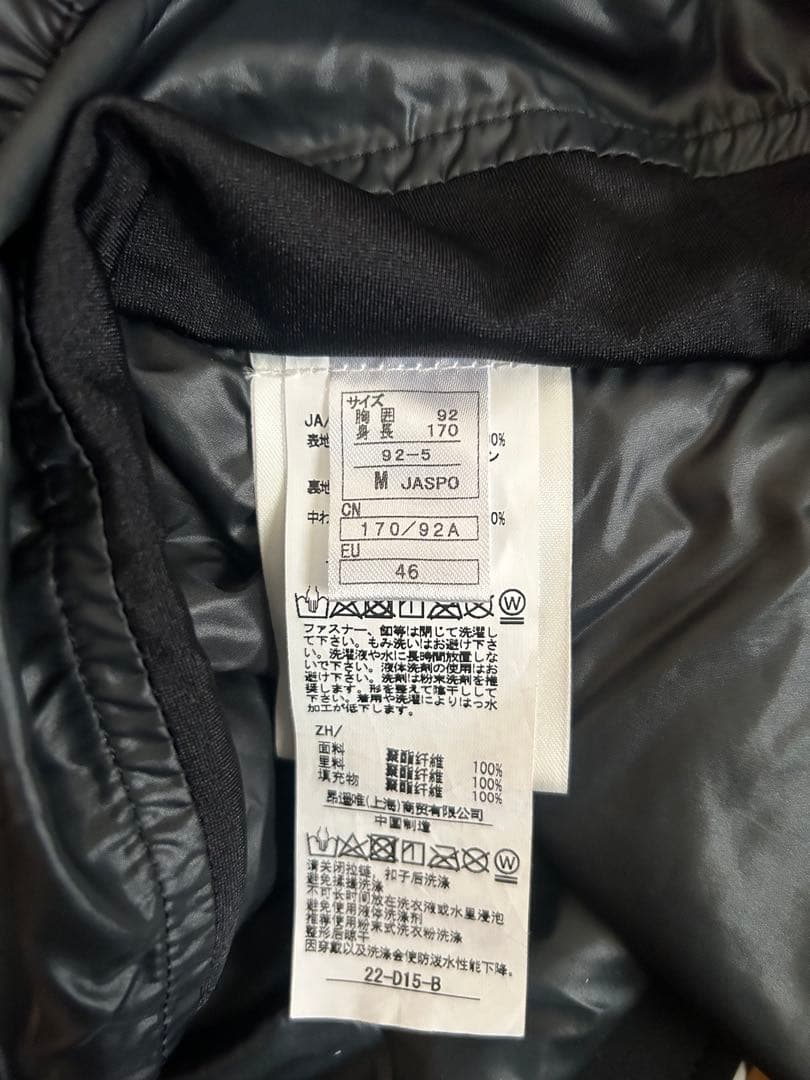 サイズ
胸囲 92
身長 170
92-5
M JASPO
CN
170/92A
EU
46
JA/
表地 0%
ン
裏地
中わ 0%
ファスナー、釦等は閉じて洗濯し
て下さい。もみ洗いはお避け下さ
い。洗濯液や水に長時間放置しな
いで下さい。液体洗剤の使用はお
避け下さい。洗剤は粉末洗剤を推
奨します。形を整えて陰干しして
下さい。着用や洗濯によりはっ水
加工が低下します。
ZH/
面料 聚酯纤维 100%
里料 聚酯纤维 100%
填充物 聚酯纤维 100%
昂遛唯(上海)商贸有限公司
中国制造
请关闭拉链、扣子后洗涤
避免揉搓洗涤
不可长时间放在洗衣液或水里浸泡
避免使用液体洗涤剂
推荐使用粉末式洗衣粉洗涤
整形后晾干
因穿戴以及洗涤会使防泼水性能下降。
22-D15-B